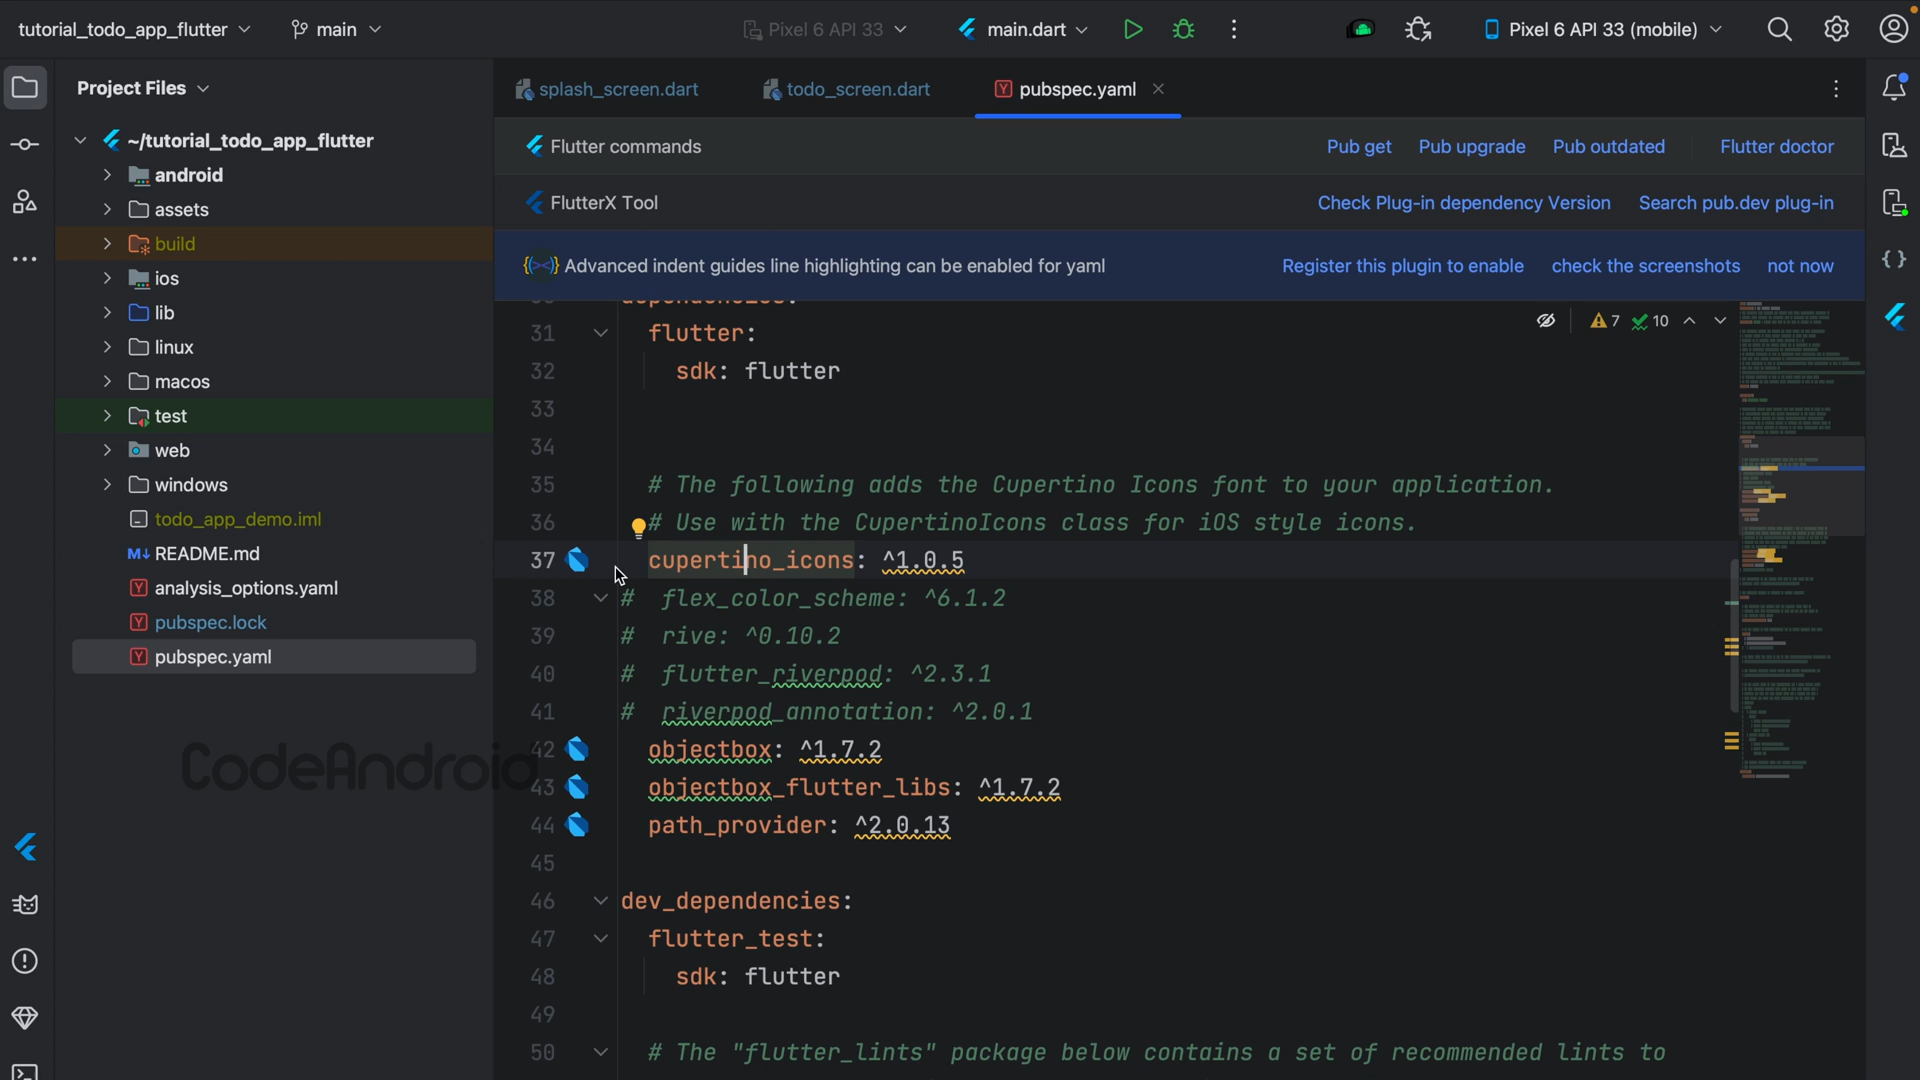 tutorial_todo_app_flutter
main
Pixel 6 API 33
main.dart
Pixel 6 API 33 (mobile)
Project Files
~/tutorial_todo_app_flutter
android
assets
build
ios
lib
linux
macos
test
web
windows
todo_app_demo.iml
M↓ README.md
Y analysis_options.yaml
Y pubspec.lock
Y pubspec.yaml
CodeAndroid
splash_screen.dart
todo_screen.dart
Y pubspec.yaml
Flutter commands
Pub get
Pub upgrade
Pub outdated
Flutter doctor
FlutterX Tool
Check Plug-in dependency Version
Search pub.dev plug-in
Advanced indent guides line highlighting can be enabled for yaml
Register this plugin to enable
check the screenshots
not now
7
10
dependencies:
31 flutter:
32 sdk: flutter
33
34
35 # The following adds the Cupertino Icons font to your application.
36 # Use with the CupertinoIcons class for iOS style icons.
37 cupertino_icons: ^1.0.5
38 # flex_color_scheme: ^6.1.2
39 # rive: ^0.10.2
40 # flutter_riverpod: ^2.3.1
41 # riverpod_annotation: ^2.0.1
42 objectbox: ^1.7.2
43 objectbox_flutter_libs: ^1.7.2
44 path_provider: ^2.0.13
45
46 dev_dependencies:
47 flutter_test:
48 sdk: flutter
49
50 # The "flutter_lints" package below contains a set of recommended lints to